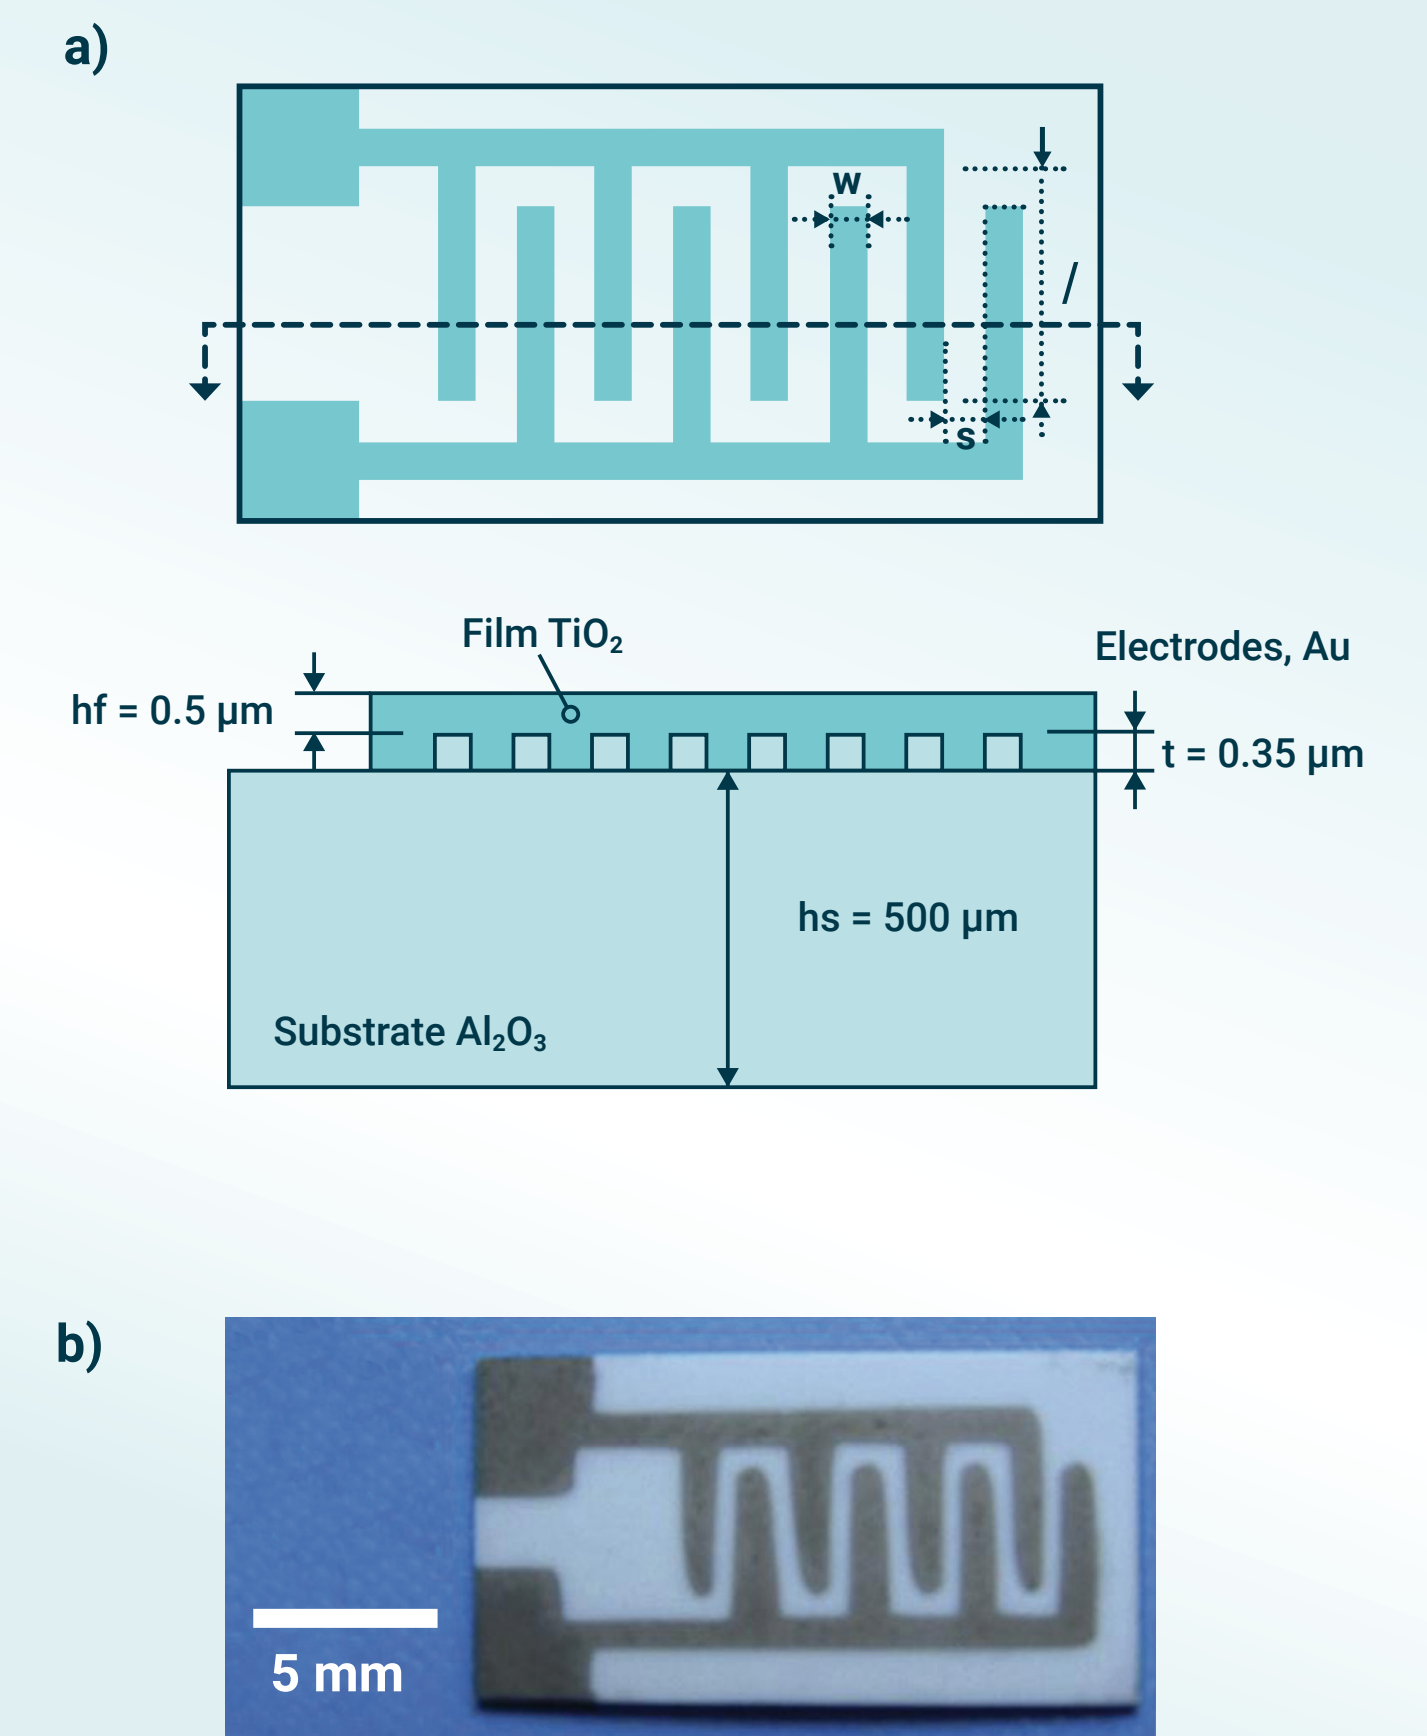 a)
w
l
s
Film TiO₂
Electrodes, Au
hf = 0.5 µm
t = 0.35 µm
hs = 500 µm
Substrate Al₂O₃
b)
5 mm